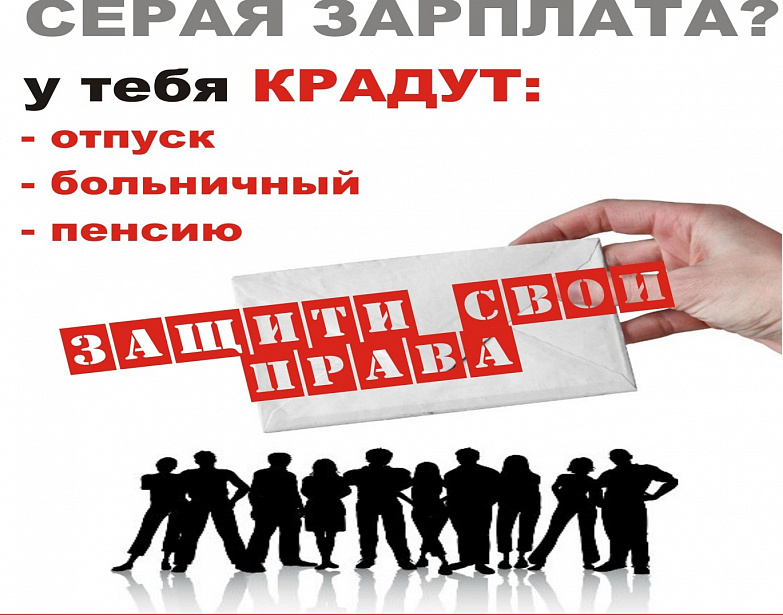 СЕРАЯ ЗАРПЛАТА?
у тебя КРАДУТ:
- отпуск
- больничный
- пенсию
ЗАЩИТИ СВОИ
ПРАВА